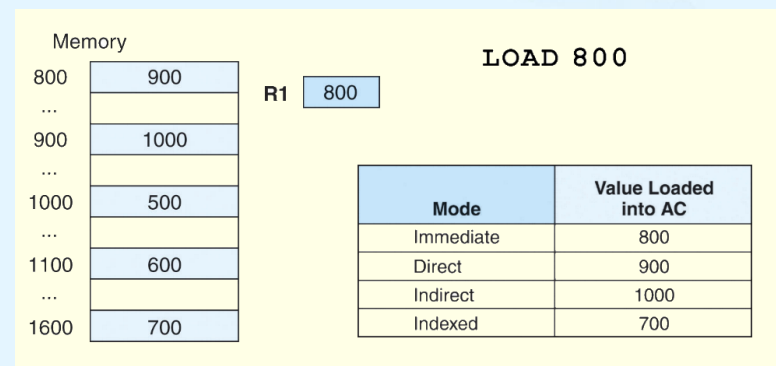 Memory
LOAD 800
800 900
R1 800
...
900 1000
...
1000 500
...
1100 600
...
1600 700
Mode Value Loaded into AC
Immediate 800
Direct 900
Indirect 1000
Indexed 700